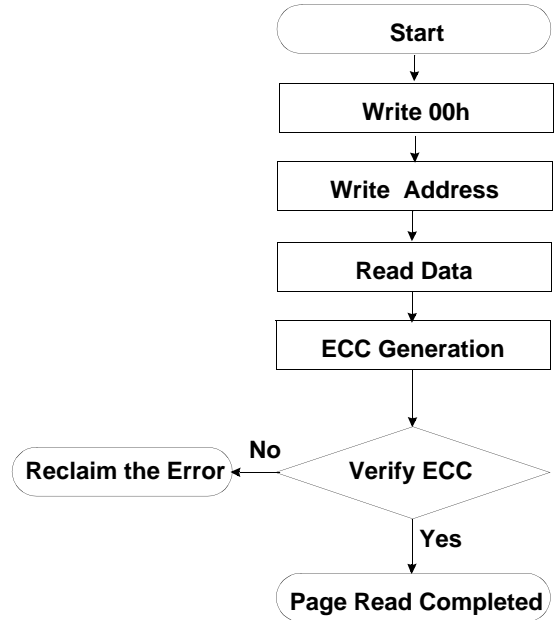 Start
Write 00h
Write Address
Read Data
ECC Generation
No
Reclaim the Error
Verify ECC
Yes
Page Read Completed